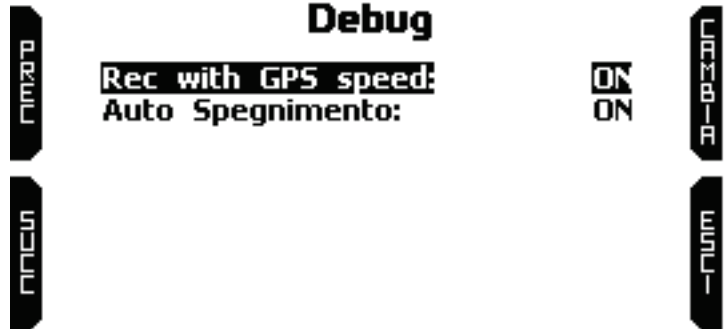 Debug
PREC
CAMBIA
Rec with GPS speed: ON
Auto Spegnimento: ON
SUCC
ESCI